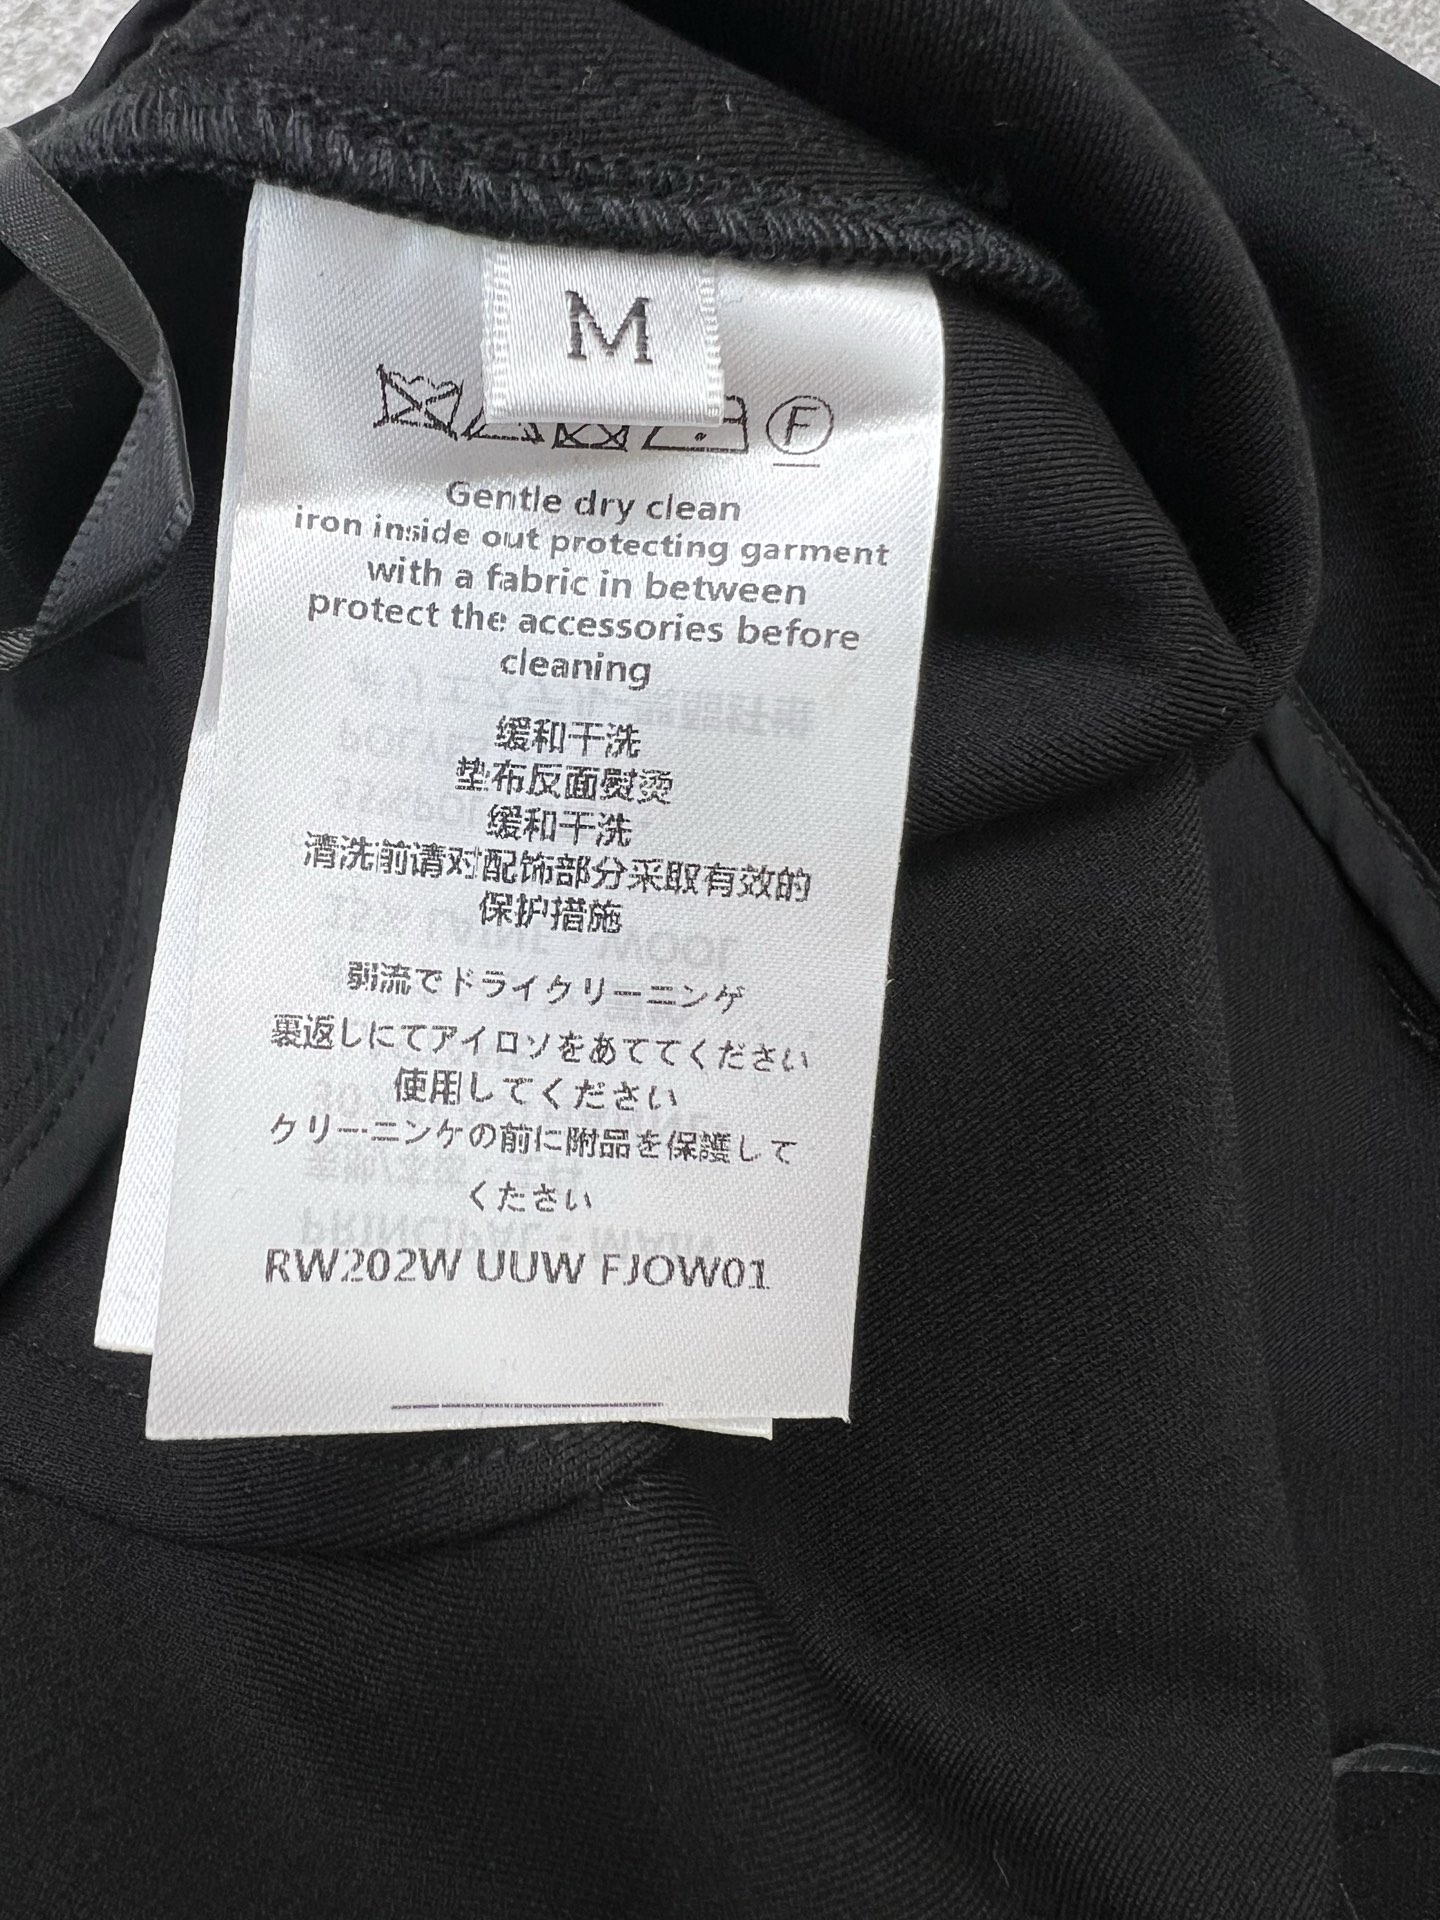 M
F
Gentle dry clean
iron inside out protecting garment
with a fabric in between
protect the accessories before
cleaning
缓和干洗
垫布反面熨烫
缓和干洗
清洗前请对配饰部分采取有效的
保护措施
弱流でドライクリーニンゲ
裏返しにてアイロソをあててください
使用してください
クリーニンケの前に附品を保護して
ください
RW202W UUW FJOW01